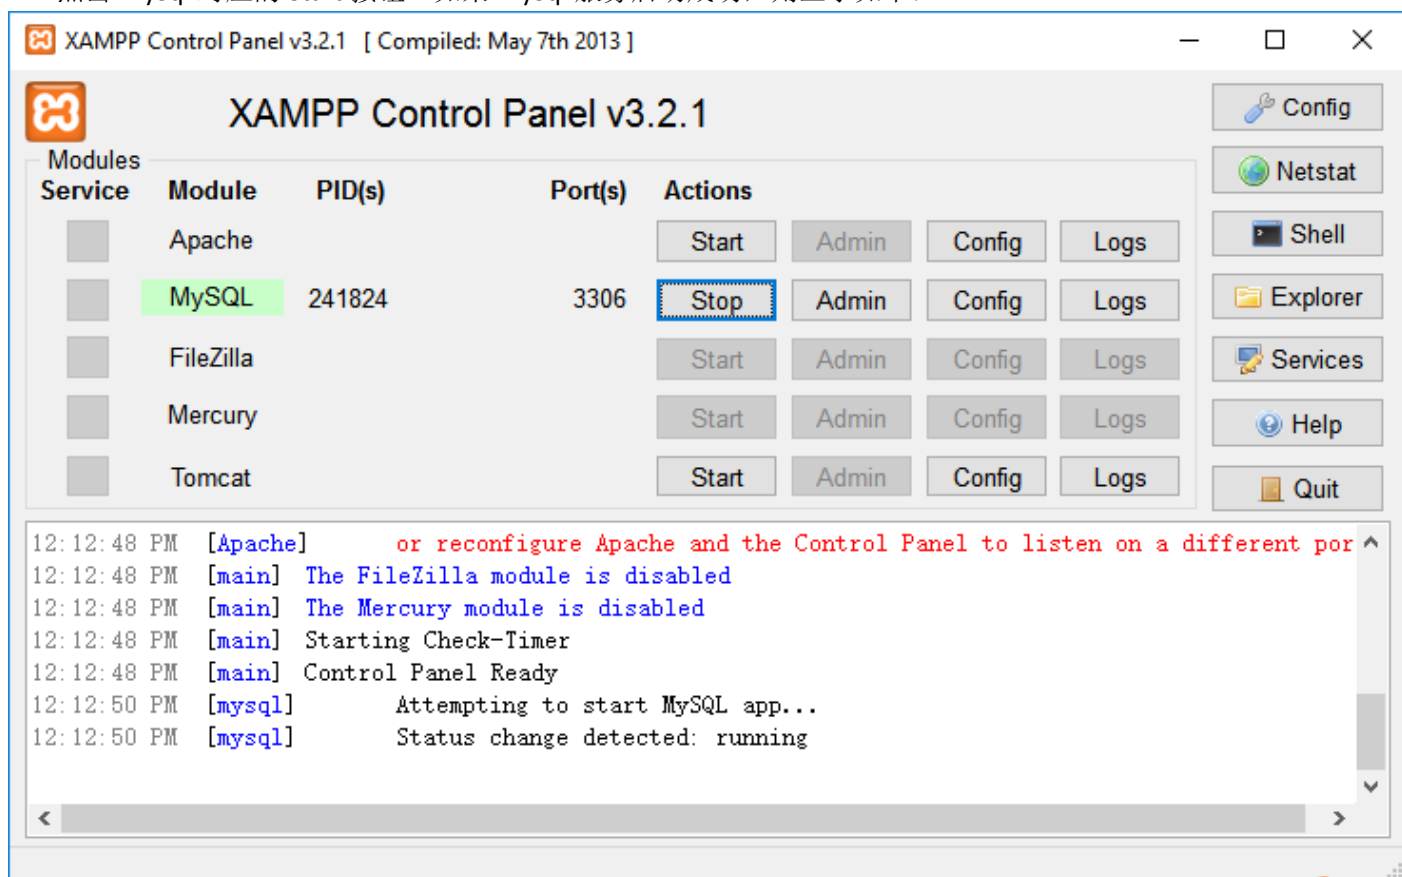 XAMPP Control Panel v3.2.1 [ Compiled: May 7th 2013 ]
XAMPP Control Panel v3.2.1
Config
Modules
Netstat
Service Module PID(s) Port(s) Actions
Apache Start Admin Config Logs
Shell
MySQL 241824 3306 Stop Admin Config Logs
Explorer
FileZilla Start Admin Config Logs
Services
Mercury Start Admin Config Logs
Help
Tomcat Start Admin Config Logs
Quit
12:12:48 PM [Apache] or reconfigure Apache and the Control Panel to listen on a different por
12:12:48 PM [main] The FileZilla module is disabled
12:12:48 PM [main] The Mercury module is disabled
12:12:48 PM [main] Starting Check-Timer
12:12:48 PM [main] Control Panel Ready
12:12:50 PM [mysql] Attempting to start MySQL app...
12:12:50 PM [mysql] Status change detected: running